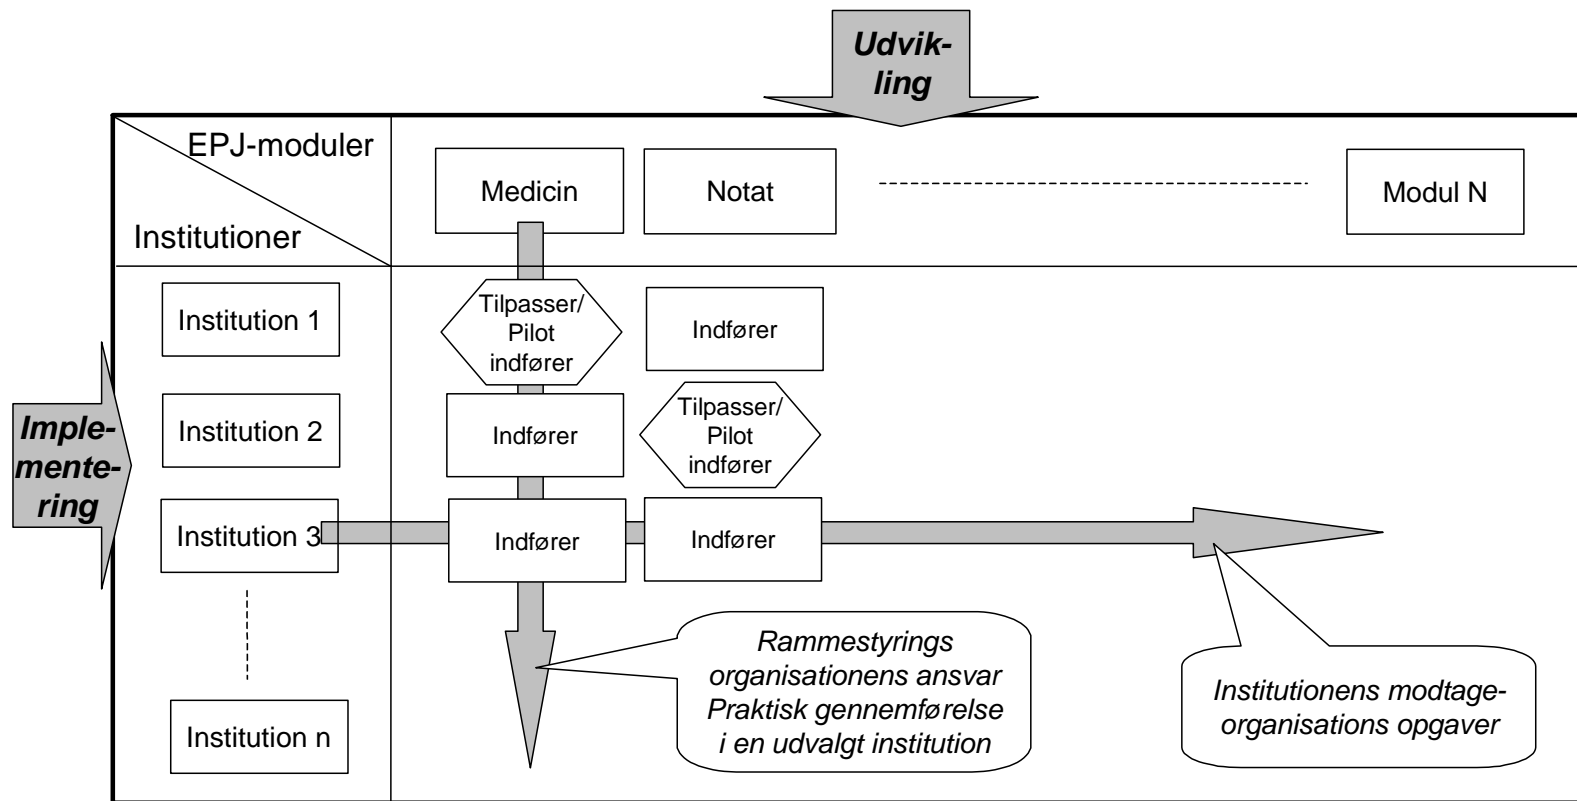 Udvik-
ling
EPJ-moduler
Institutioner
Medicin
Notat
Modul N
Imple-
mente-
ring
Institution 1
Tilpasser/
Pilot
indfører
Indfører
Institution 2
Indfører
Tilpasser/
Pilot
indfører
Institution 3
Indfører
Indfører
Institution n
Rammestyrings
organisationens ansvar
Praktisk gennemførelse
i en udvalgt institution
Institutionens modtage-
organisations opgaver